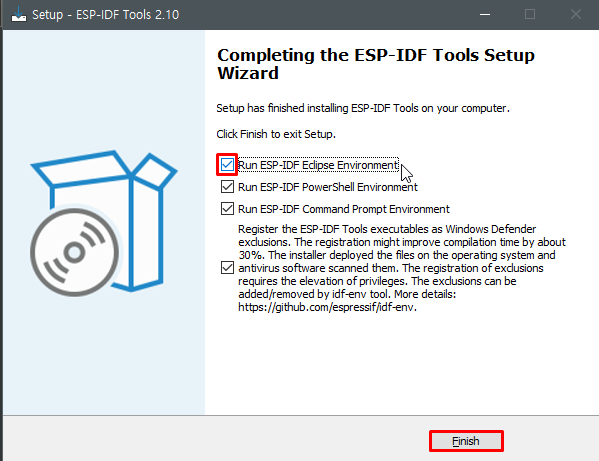 Setup - ESP-IDF Tools 2.10
Completing the ESP-IDF Tools Setup
Wizard
Setup has finished installing ESP-IDF Tools on your computer.
Click Finish to exit Setup.
Run ESP-IDF Eclipse Environment
Run ESP-IDF PowerShell Environment
Run ESP-IDF Command Prompt Environment
Register the ESP-IDF Tools executables as Windows Defender
exclusions. The registration might improve compilation time by about
30%. The installer deployed the files on the operating system and
antivirus software scanned them. The registration of exclusions
requires the elevation of privileges. The exclusions can be
added/removed by idf-env tool. More details:
https://github.com/espressif/idf-env.
Finish